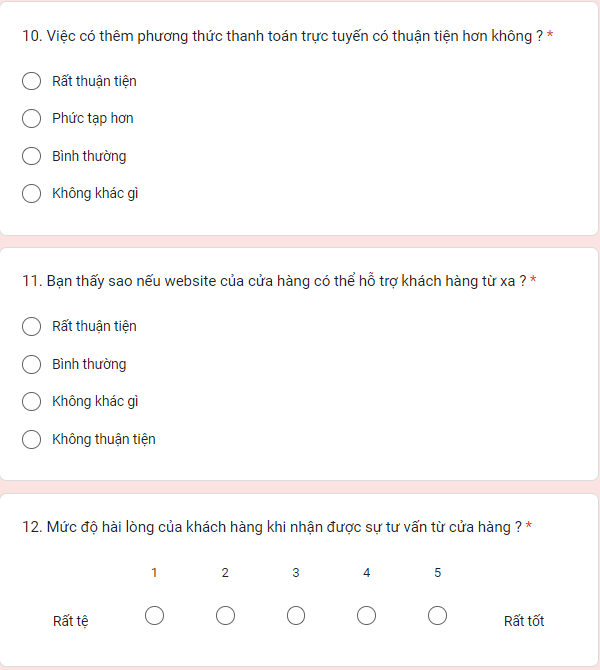 10. Việc có thêm phương thức thanh toán trực tuyến có thuận tiện hơn không ? *
Rất thuận tiện
Phức tạp hơn
Bình thường
Không khác gì
11. Bạn thấy sao nếu website của cửa hàng có thể hỗ trợ khách hàng từ xa ? *
Rất thuận tiện
Bình thường
Không khác gì
Không thuận tiện
12. Mức độ hài lòng của khách hàng khi nhận được sự tư vấn từ cửa hàng ? *
1 2 3 4 5
Rất tệ Rất tốt